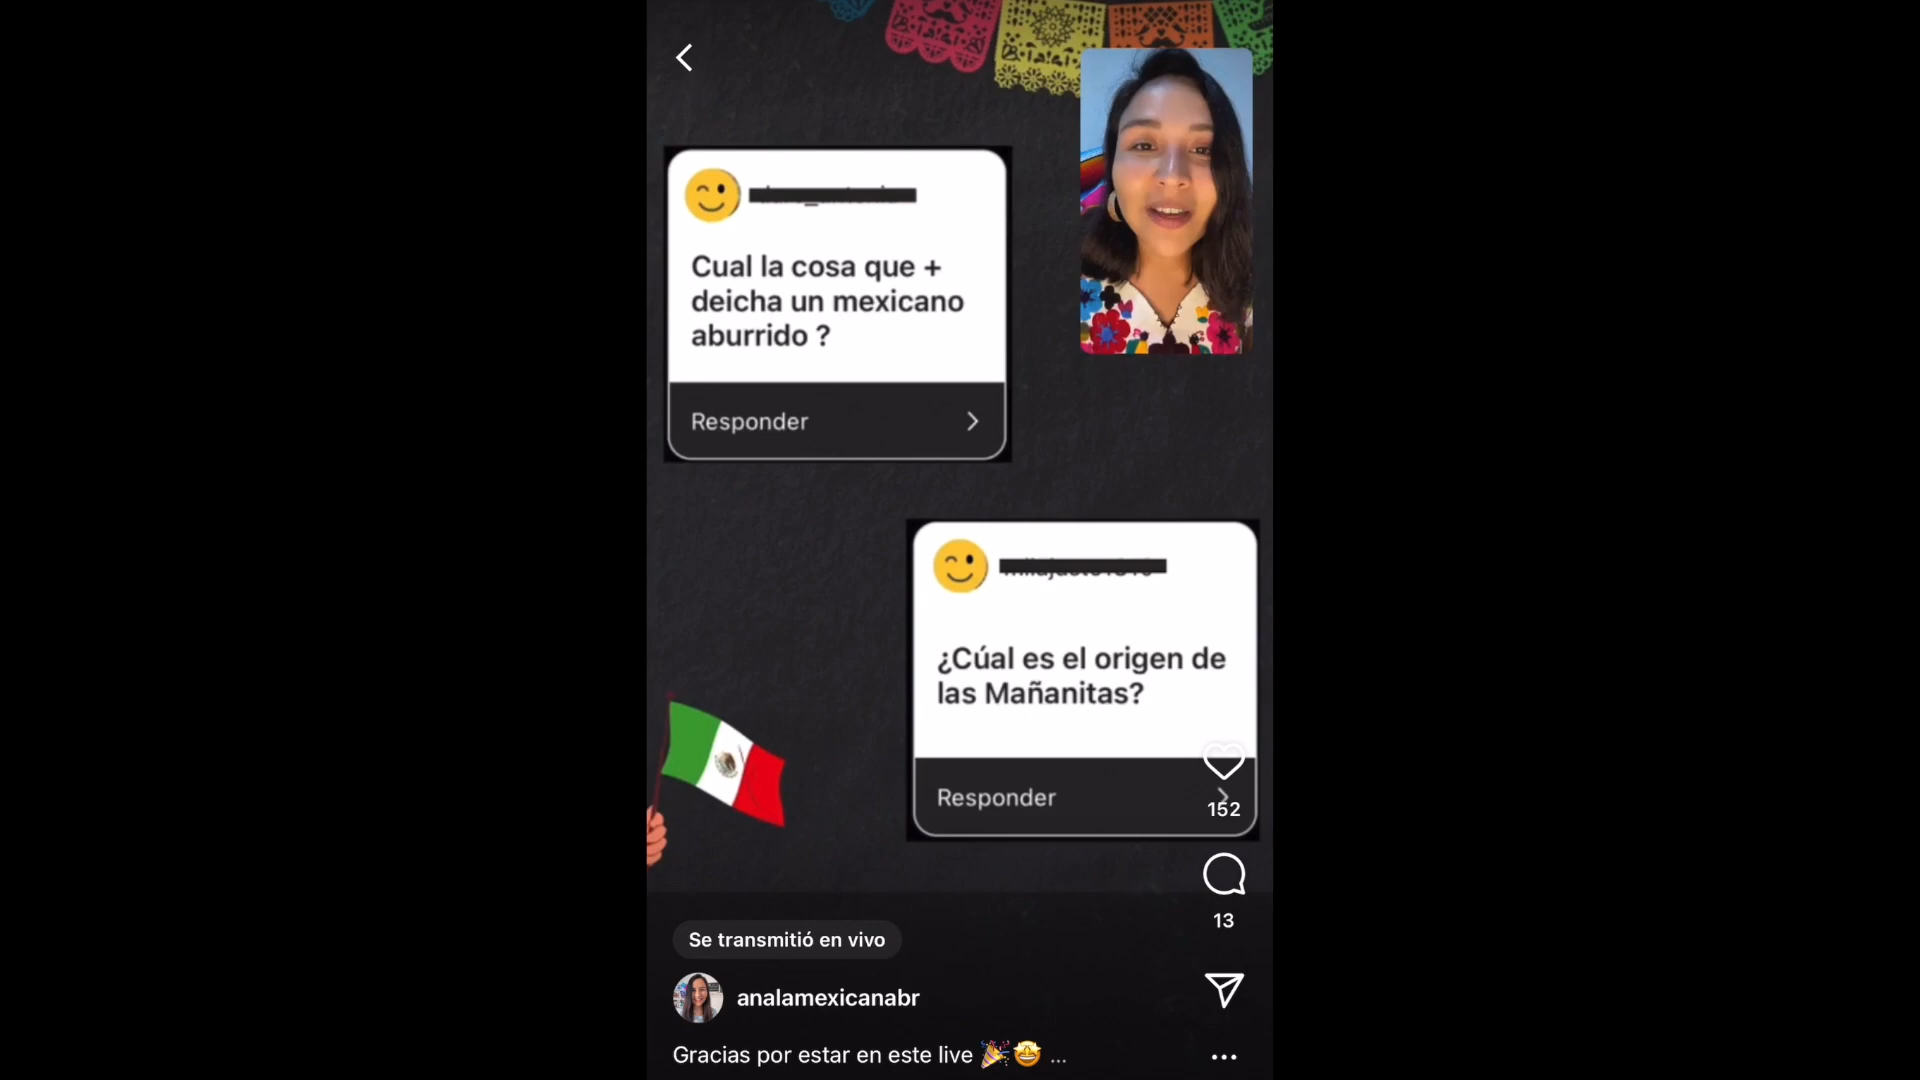 Cual la cosa que +
deicha un mexicano
aburrido ?
Responder
¿Cúal es el origen de
las Mañanitas?
Responder
152
13
Se transmitió en vivo
analamexicanabr
Gracias por estar en este live 🎉🤩 ...